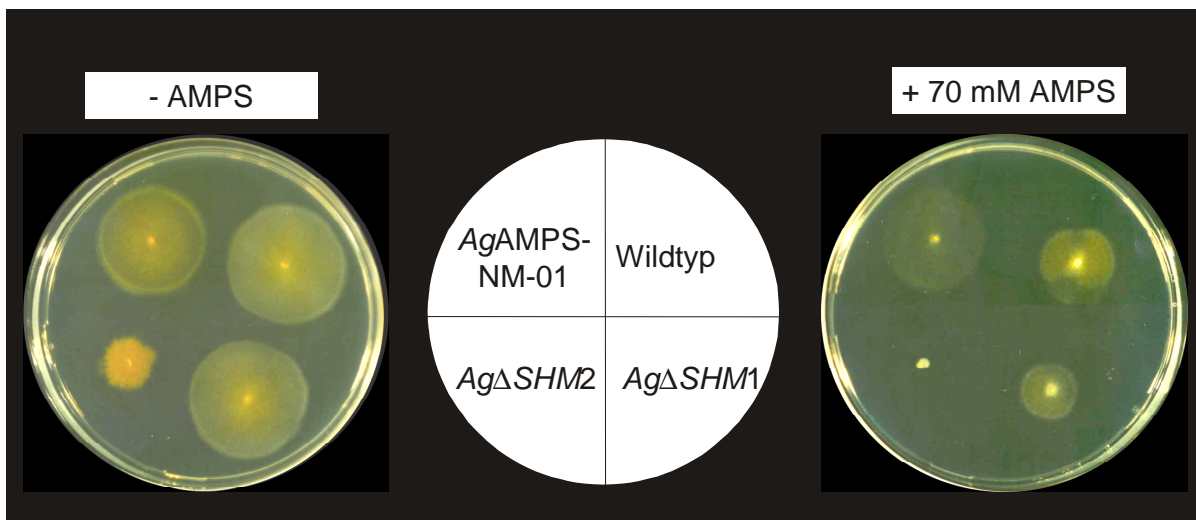 - AMPS
+ 70 mM AMPS
AgAMPS-
NM-01
Wildtyp
AgΔSHM2
AgΔSHM1